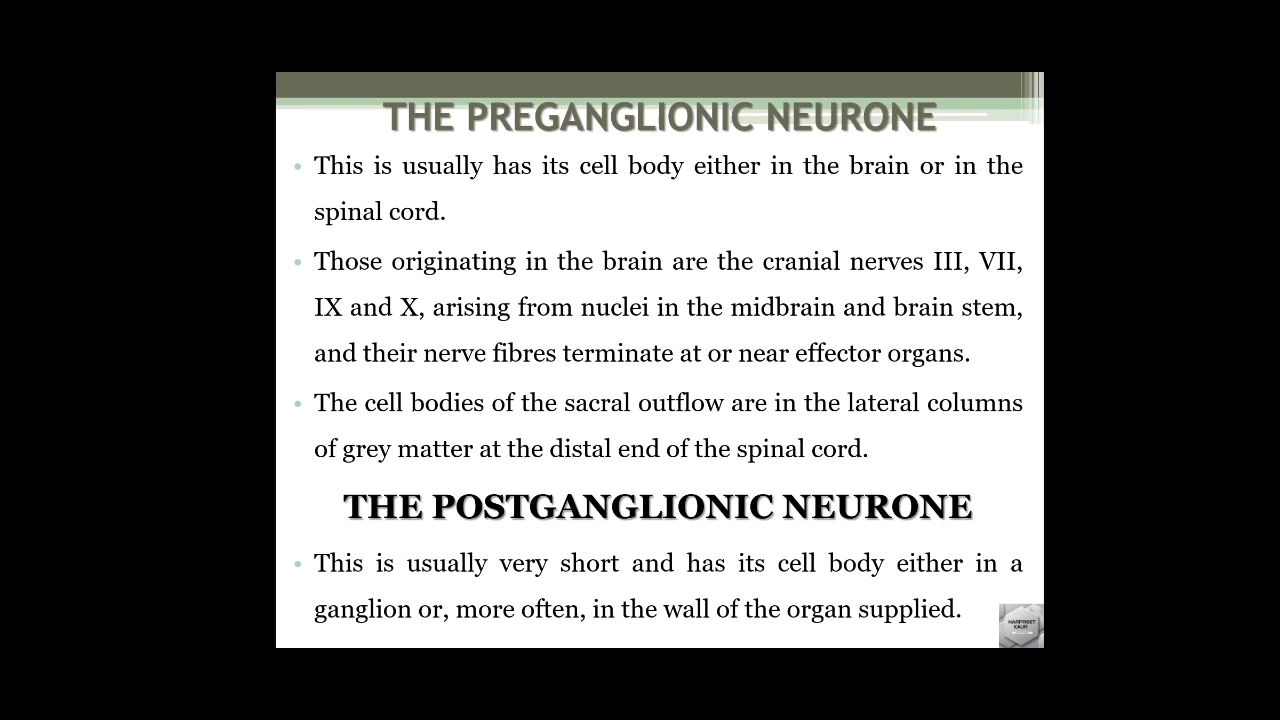 THE PREGANGLIONIC NEURONE
• This is usually has its cell body either in the brain or in the
spinal cord.
• Those originating in the brain are the cranial nerves III, VII,
IX and X, arising from nuclei in the midbrain and brain stem,
and their nerve fibres terminate at or near effector organs.
• The cell bodies of the sacral outflow are in the lateral columns
of grey matter at the distal end of the spinal cord.
THE POSTGANGLIONIC NEURONE
• This is usually very short and has its cell body either in a
ganglion or, more often, in the wall of the organ supplied.
HARPREET
KAUR